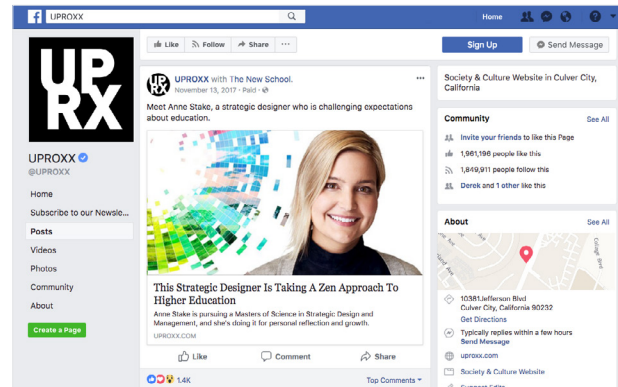 UPROXX
Home
Like
Follow
Share
Sign Up
Send Message
UP
RX
UPROXX
@UPROXX
Home
Subscribe to our Newsle...
Posts
Videos
Photos
Community
About
Create a Page
UP
RX
UPROXX with The New School.
November 13, 2017 · Paid ·
Meet Anne Stake, a strategic designer who is challenging expectations
about education.
This Strategic Designer Is Taking A Zen Approach To
Higher Education
Anne Stake is pursuing a Masters of Science in Strategic Design and
Management, and she's doing it for personal reflection and growth.
UPROXX.COM
Like
Comment
Share
1.4K
Top Comments
Society & Culture Website in Culver City,
California
Community
See All
Invite your friends to like this Page
1,961,196 people like this
1,849,911 people follow this
Derek and 1 other like this
About
See All
College Blvd
10381Jefferson Blvd
Culver City, California 90232
Get Directions
Typically replies within a few hours
Send Message
uproxx.com
Society & Culture Website
Suggest Edits